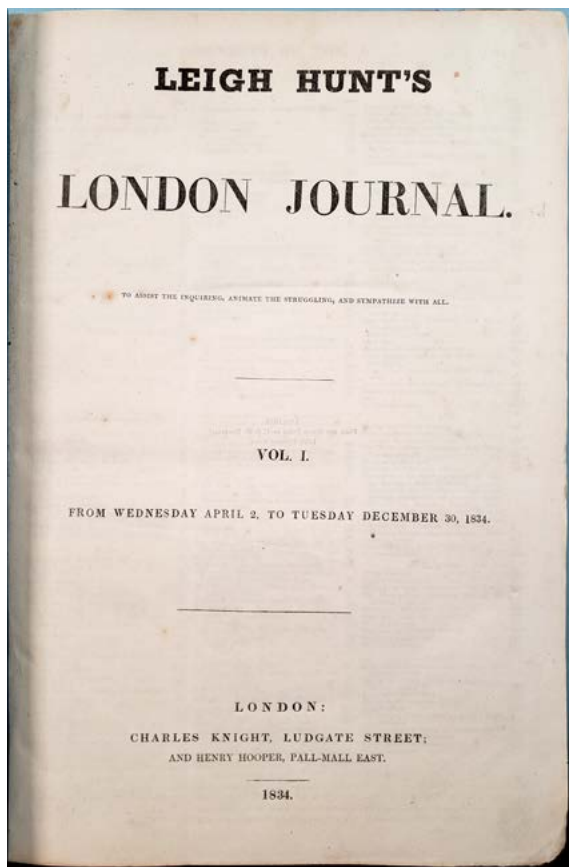 LEIGH HUNT'S
LONDON JOURNAL.
TO ASSIST THE INQUIRING, ANIMATE THE STRUGGLING, AND SYMPATHIZE WITH ALL.
VOL. I.
FROM WEDNESDAY APRIL 2, TO TUESDAY DECEMBER 30, 1834.
LONDON:
CHARLES KNIGHT, LUDGATE STREET;
AND HENRY HOOPER, PALL-MALL EAST.
1834.